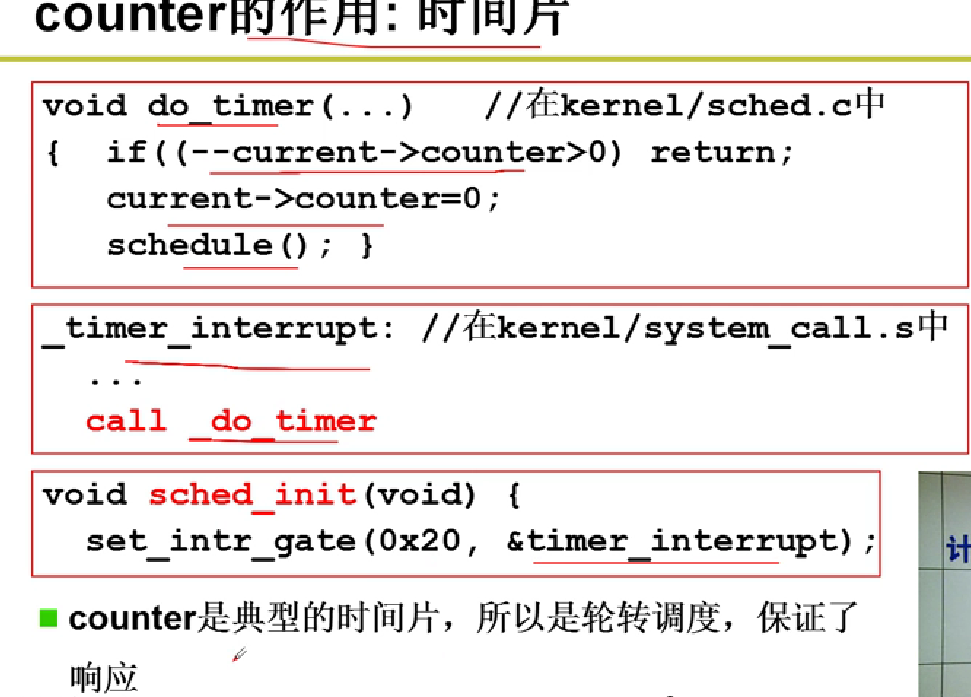 counter的作用: 时间片
void do_timer(...) //在kernel/sched.c中
{ if((--current->counter>0) return;
current->counter=0;
schedule(); }
_timer_interrupt: //在kernel/system_call.s中
...
call _do_timer
void sched_init(void) {
set_intr_gate(0x20, &timer_interrupt);
计
counter是典型的时间片，所以是轮转调度，保证了
响应